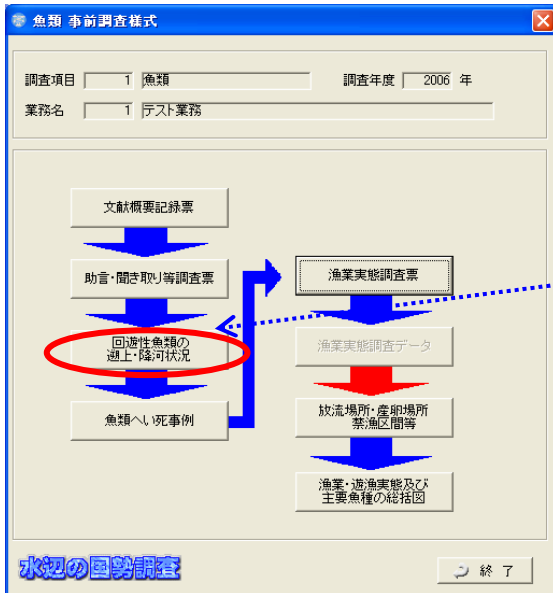 魚類 事前調査様式
調査項目 1 魚類 調査年度 2006 年
業務名 1 テスト業務
文献概要記録票
助言・聞き取り等調査票
回遊性魚類の
遡上・降河状況
魚類へい死事例
漁業実態調査票
漁業実態調査データ
放流場所・産卵場所
禁漁区間等
漁業・遊漁実態及び
主要魚種の総括図
水辺の国勢調査
終 了